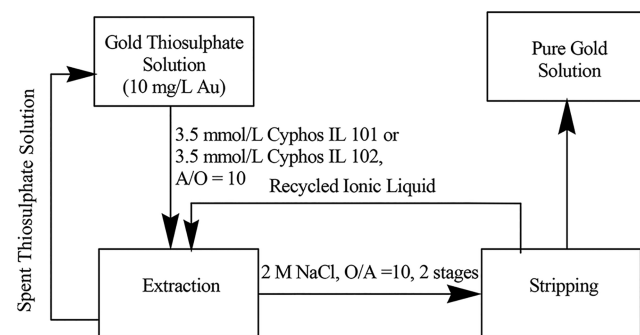 Gold Thiosulphate
Solution
(10 mg/L Au)
Pure Gold
Solution
Spent Thiosulphate Solution
3.5 mmol/L Cyphos IL 101 or
3.5 mmol/L Cyphos IL 102,
A/O = 10
Recycled Ionic Liquid
Extraction
2 M NaCl, O/A =10, 2 stages
Stripping